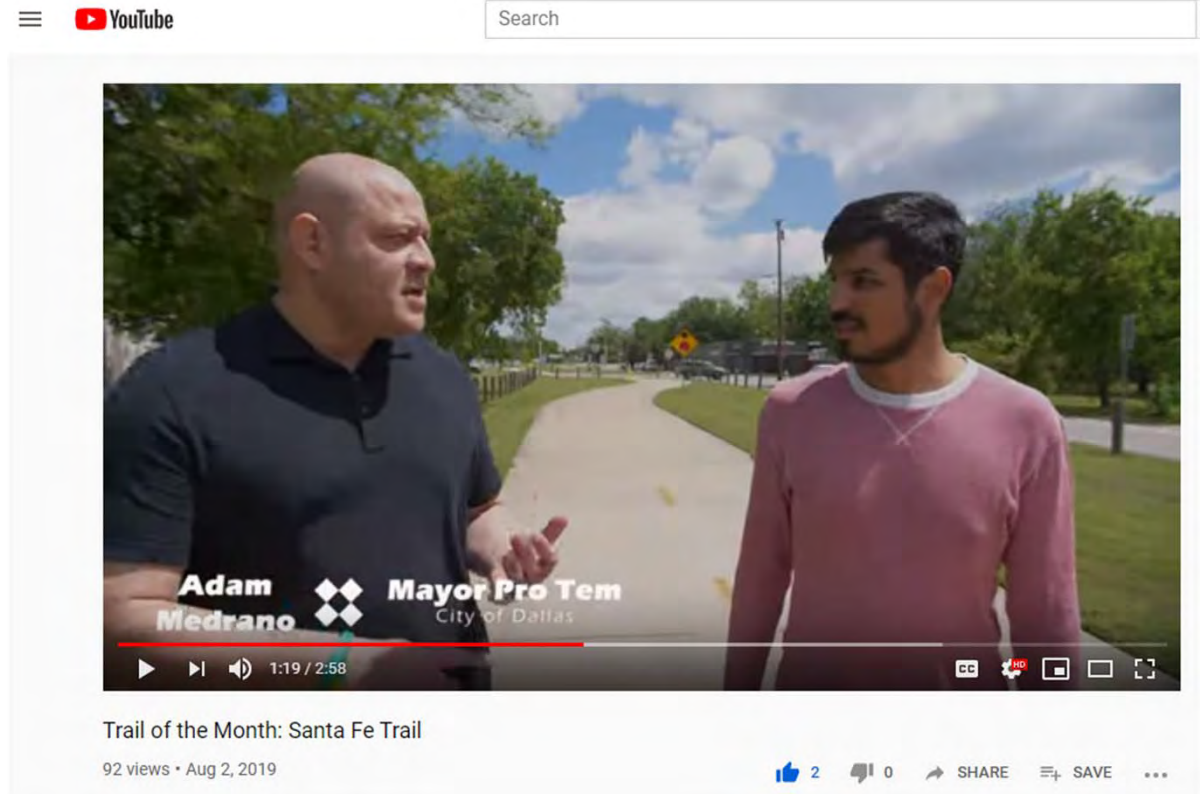 YouTube
Search
Adam
Medrano
Mayor Pro Tem
City of Dallas
1:19 / 2:58
CC
HD
Trail of the Month: Santa Fe Trail
92 views • Aug 2, 2019
2
0
SHARE
SAVE